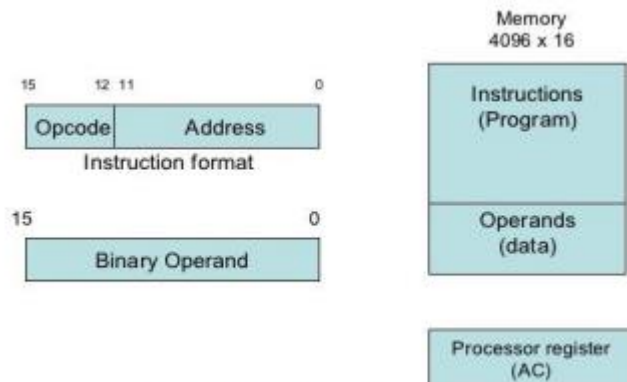 Memory
4096 x 16
15 12 11 0
Opcode Address
Instruction format
Instructions
(Program)
15 0
Binary Operand
Operands
(data)
Processor register
(AC)